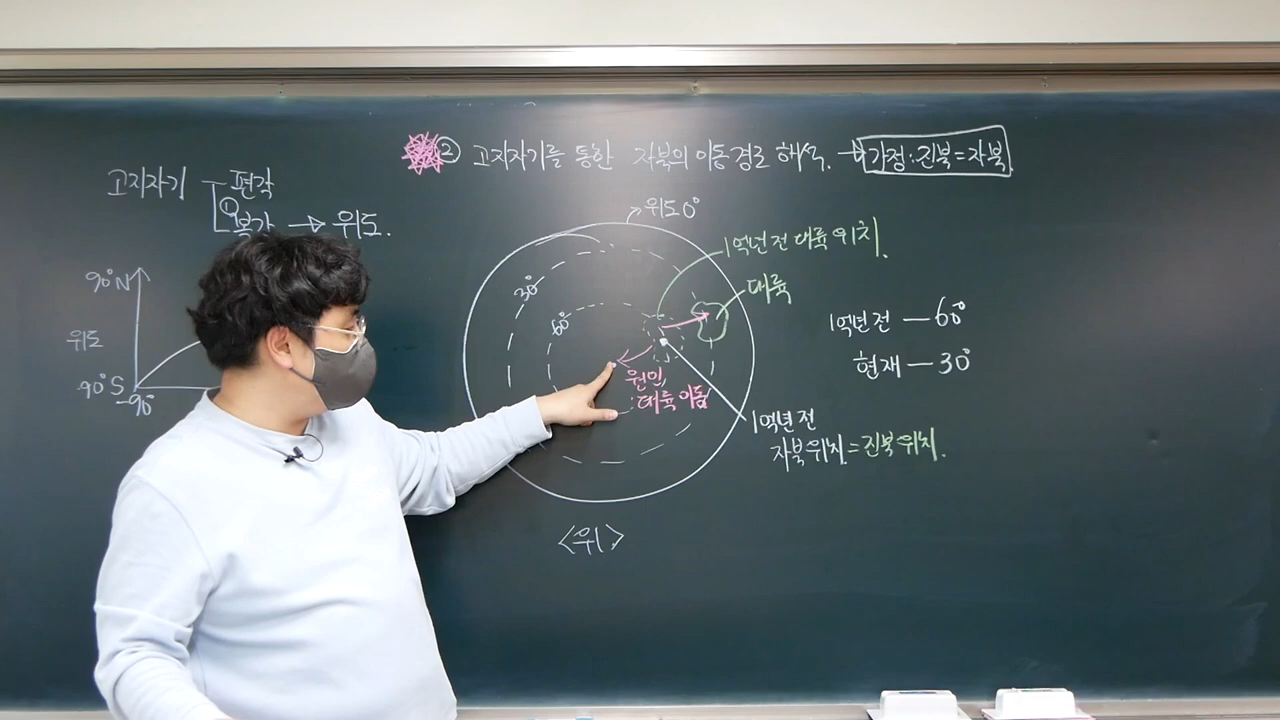 ② 고지자기를 통한 자북의 이동경로 해석. → 가정: 진북=자북
고지자기 편각
① 복각 → 위도.
90°N
위도
-90°S
-90°
위도 0°
30°
60°
1억년전 대륙위치.
대륙
원인
: 대륙 이동
1억년 전
자북위치.=진북위치.
<위>
1억년 전 — 60°
현재 — 30°